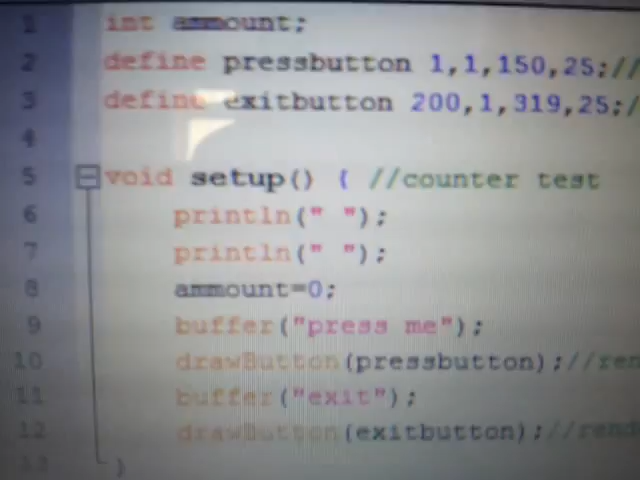 1 int ammount;
2 define pressbutton 1,1,150,25;//
3 define exitbutton 200,1,319,25;/
4
5 void setup() { //counter test
6 println(" ");
7 println(" ");
8 ammount=0;
9 buffer("press me");
10 drawButton(pressbutton);//ren
11 buffer("exit");
12 drawButton(exitbutton);//rend
13 }